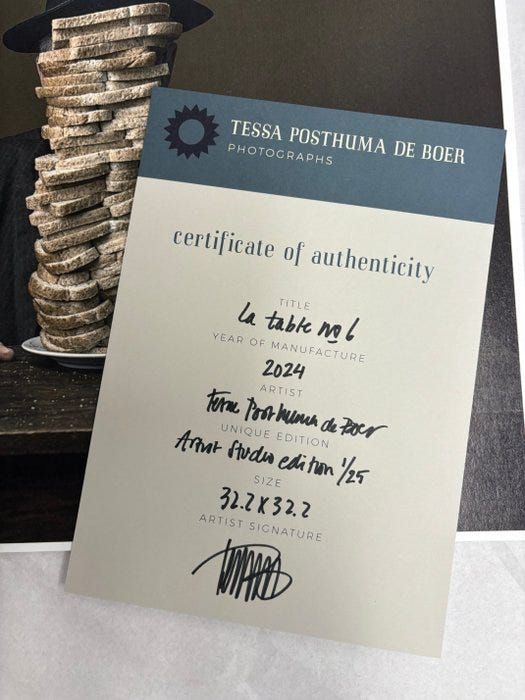 TESSA POSTHUMA DE BOER
PHOTOGRAPHS
certificate of authenticity
TITLE
la table no 6
YEAR OF MANUFACTURE
2024
ARTIST
Tessa Posthuma de Boer
UNIQUE EDITION
Artist Studio edition 1/25
SIZE
32.2 x 32.2
ARTIST SIGNATURE